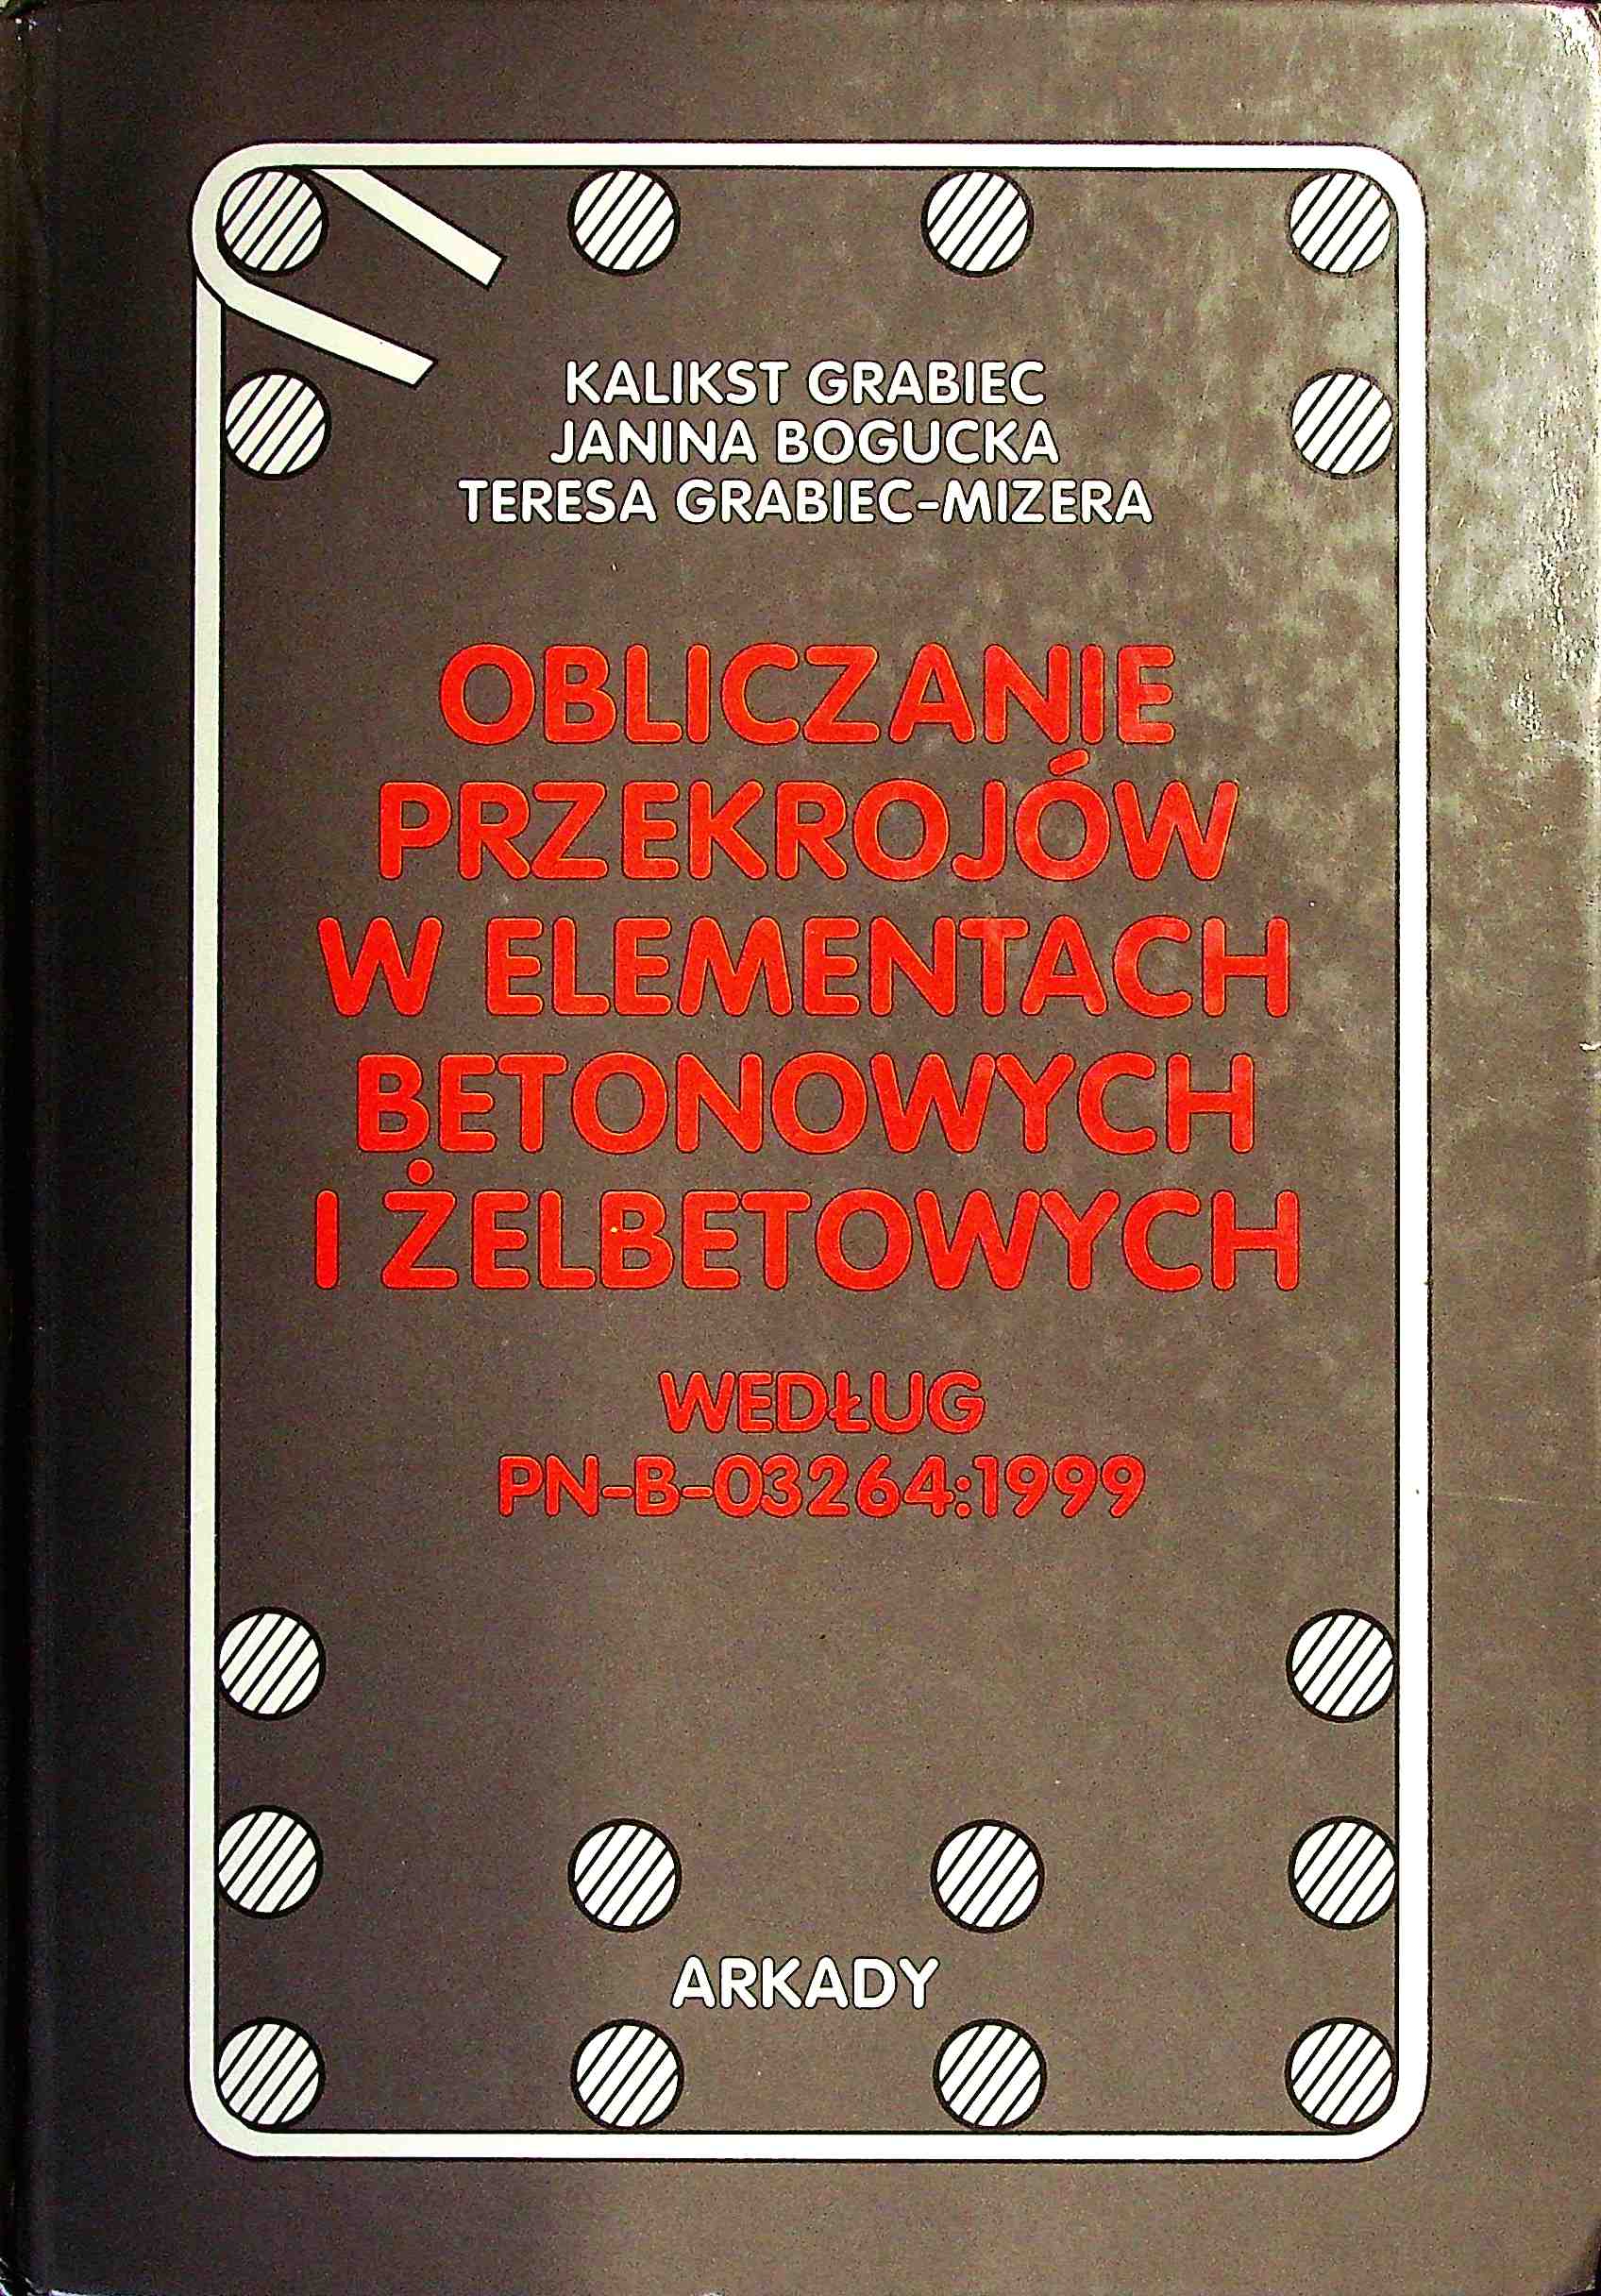 KALIKST GRABIEC
JANINA BOGUCKA
TERESA GRABIEC-MIZERA
OBLICZANIE
PRZEKROJÓW
W ELEMENTACH
BETONOWYCH
I ŻELBETOWYCH
WEDŁUG
PN-B-03264:1999
ARKADY